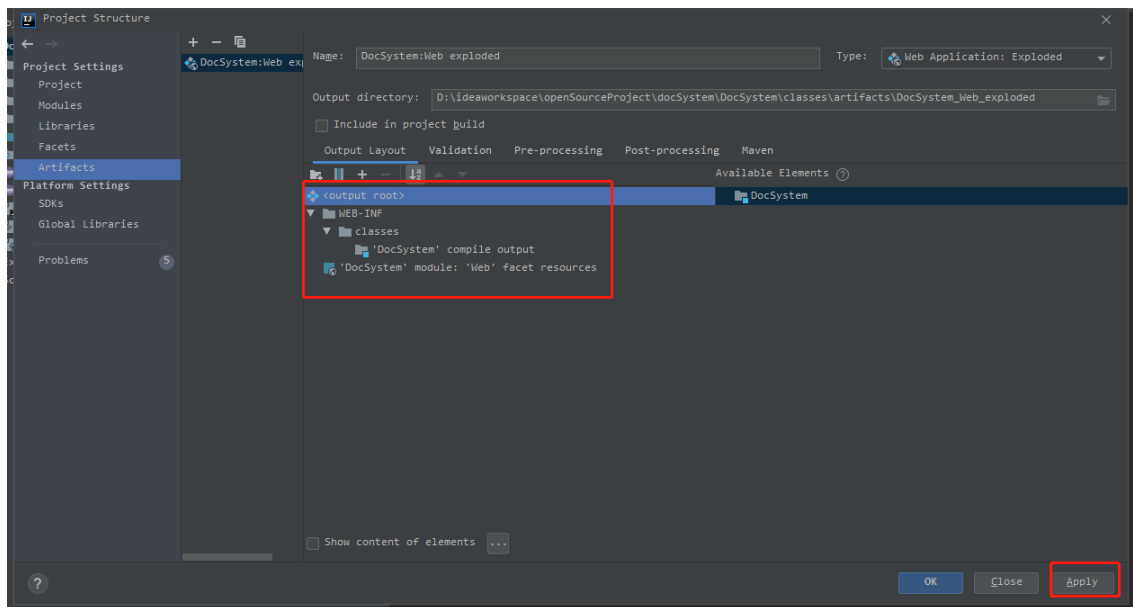 Project Structure
Project Settings
Project
Modules
Libraries
Facets
Artifacts
Platform Settings
SDKs
Global Libraries
Problems 5
DocSystem:Web ex
Name: DocSystem:Web exploded Type: Web Application: Exploded
Output directory: D:\ideaworkspace\openSourceProject\docSystem\DocSystem\classes\artifacts\DocSystem_Web_exploded
Include in project build
Output Layout Validation Pre-processing Post-processing Maven
Available Elements ?
<output root>
DocSystem
WEB-INF
classes
'DocSystem' compile output
'DocSystem' module: 'Web' facet resources
Show content of elements ...
? OK Close Apply